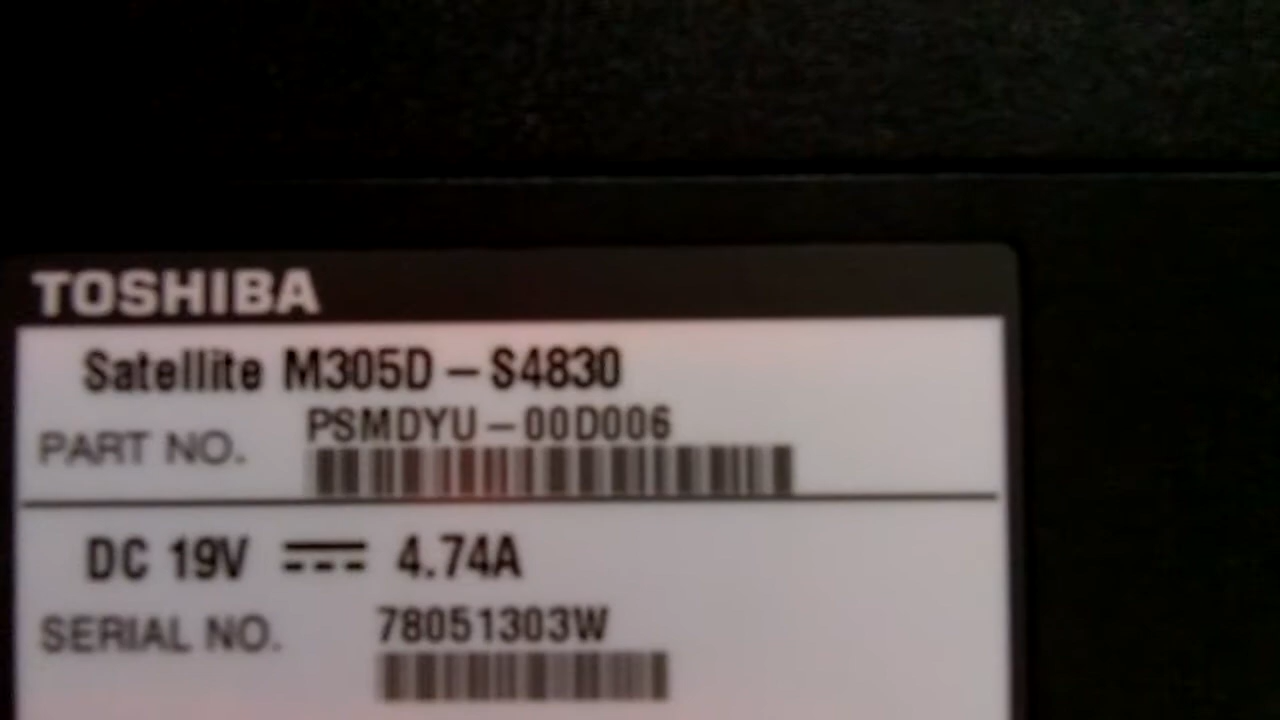 TOSHIBA
Satellite M305D – S4830
PSMDYU – 00D006
PART NO.
DC 19V ⎓ 4.74A
78051303W
SERIAL NO.